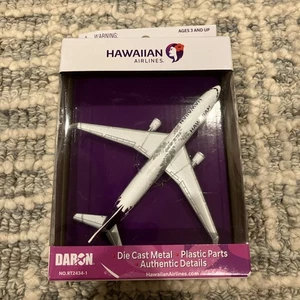 WARNING:
AGES 3 AND UP
HAWAIIAN
AIRLINES.
DARON
NO.RT2434-1
Die Cast Metal • Plastic Parts
• Authentic Details
HawaiianAirlines.com